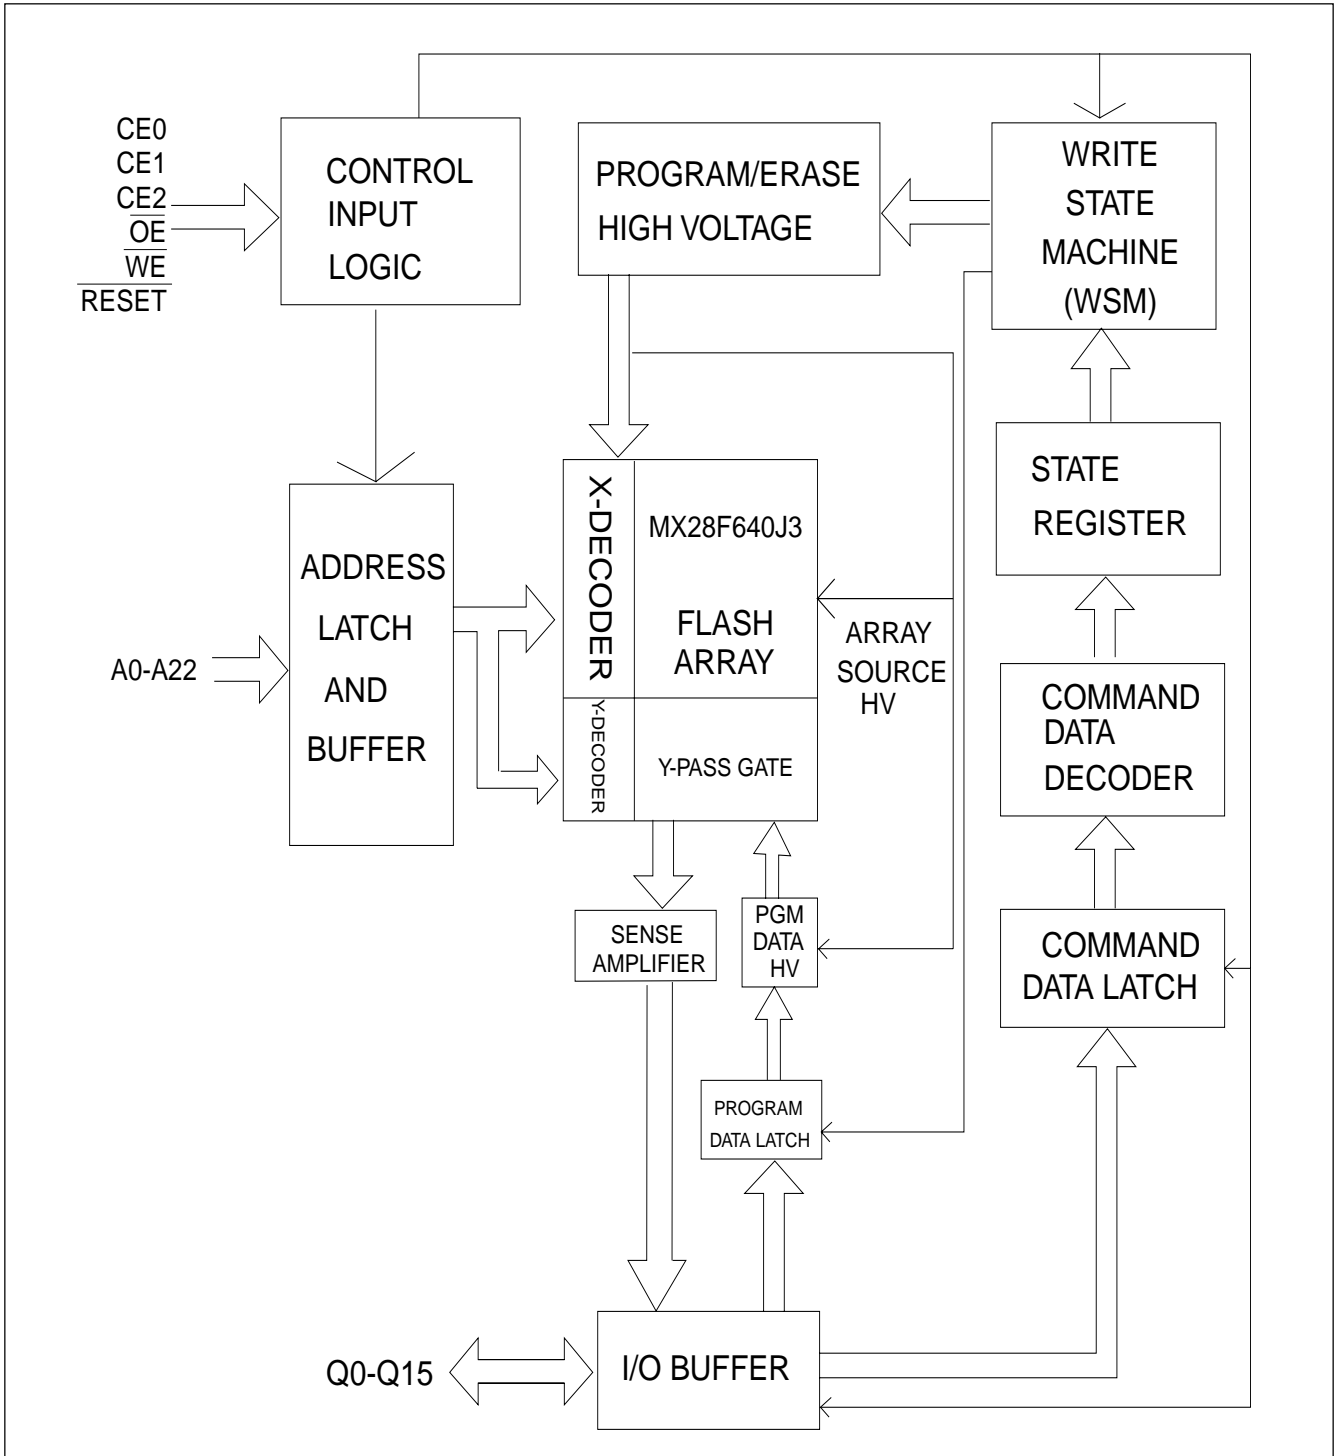 CE0
CE1
CE2
OE
WE
RESET
CONTROL
INPUT
LOGIC
PROGRAM/ERASE
HIGH VOLTAGE
WRITE
STATE
MACHINE
(WSM)
STATE
REGISTER
X-DECODER
MX28F640J3
FLASH
ARRAY
ADDRESS
LATCH
AND
BUFFER
A0-A22
ARRAY
SOURCE
HV
Y-DECODER
Y-PASS GATE
COMMAND
DATA
DECODER
SENSE
AMPLIFIER
PGM
DATA
HV
COMMAND
DATA LATCH
PROGRAM
DATA LATCH
Q0-Q15
I/O BUFFER